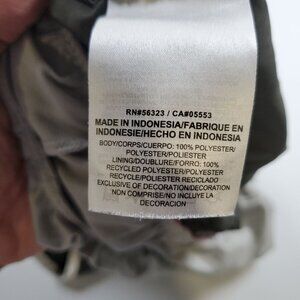 RN#56323 / CA#05553
MADE IN INDONESIA/FABRIQUE EN
INDONESIE/HECHO EN INDONESIA
BODY/CORPS/CUERPO: 100% POLYESTER/
POLYESTER/POLIESTER
LINING/DOUBLURE/FORRO: 100%
RECYCLED POLYESTER/POLYESTER
RECYCLE/POLIESTER RECICLADO
EXCLUSIVE OF DECORATION/DECORATION
NON COMPRISE/NO INCLUYE LA
DECORACION